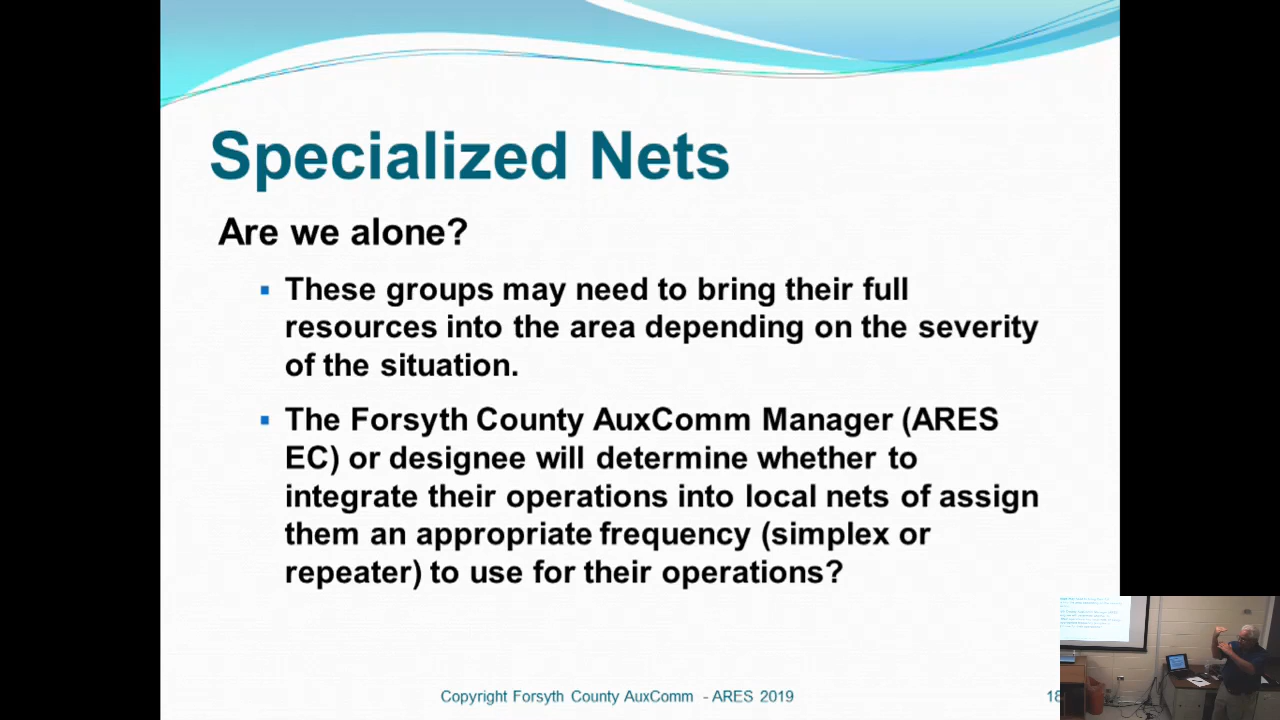 Specialized Nets
Are we alone?
These groups may need to bring their full
resources into the area depending on the severity
of the situation.
The Forsyth County AuxComm Manager (ARES
EC) or designee will determine whether to
integrate their operations into local nets of assign
them an appropriate frequency (simplex or
repeater) to use for their operations?
Copyright Forsyth County AuxComm - ARES 2019
18